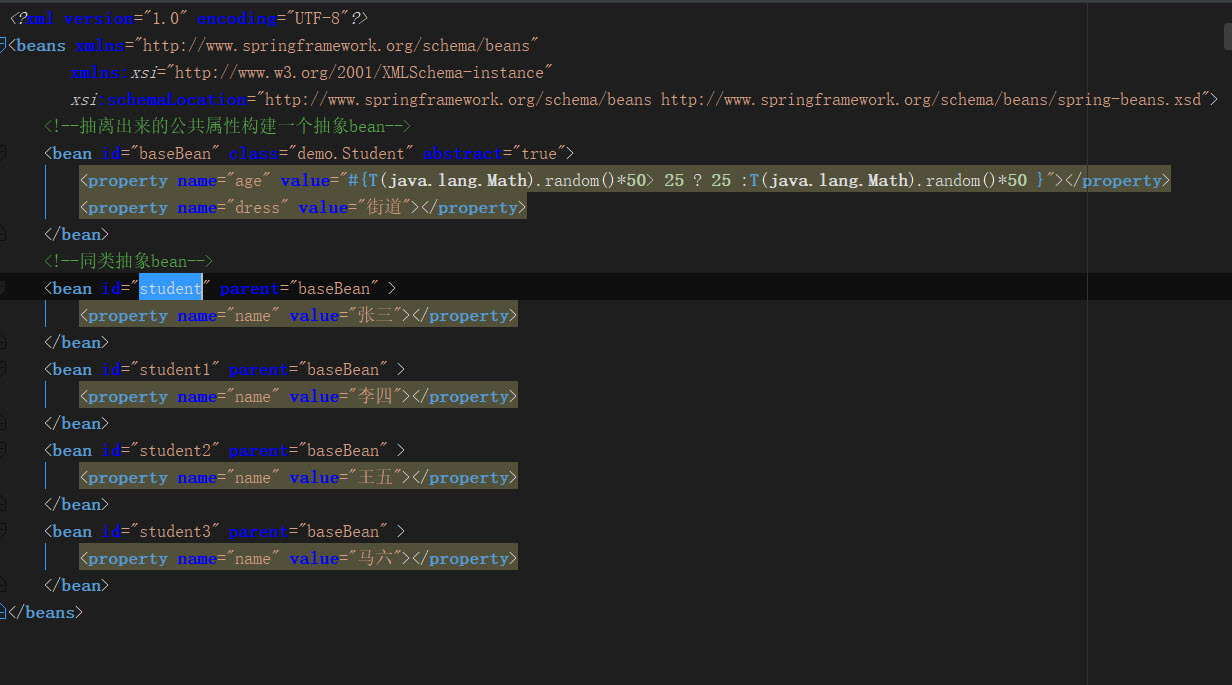 <?xml version="1.0" encoding="UTF-8"?>
<beans xmlns="http://www.springframework.org/schema/beans"
xmlns:xsi="http://www.w3.org/2001/XMLSchema-instance"
xsi:schemaLocation="http://www.springframework.org/schema/beans http://www.springframework.org/schema/beans/spring-beans.xsd">
<!--抽离出来的公共属性构建一个抽象bean-->
<bean id="baseBean" class="demo.Student" abstract="true">
<property name="age" value="#{T(java.lang.Math).random()*50> 25 ? 25 :T(java.lang.Math).random()*50 }"></property>
<property name="dress" value="街道"></property>
</bean>
<!--同类抽象bean-->
<bean id="student" parent="baseBean" >
<property name="name" value="张三"></property>
</bean>
<bean id="student1" parent="baseBean" >
<property name="name" value="李四"></property>
</bean>
<bean id="student2" parent="baseBean" >
<property name="name" value="王五"></property>
</bean>
<bean id="student3" parent="baseBean" >
<property name="name" value="马六"></property>
</bean>
</beans>